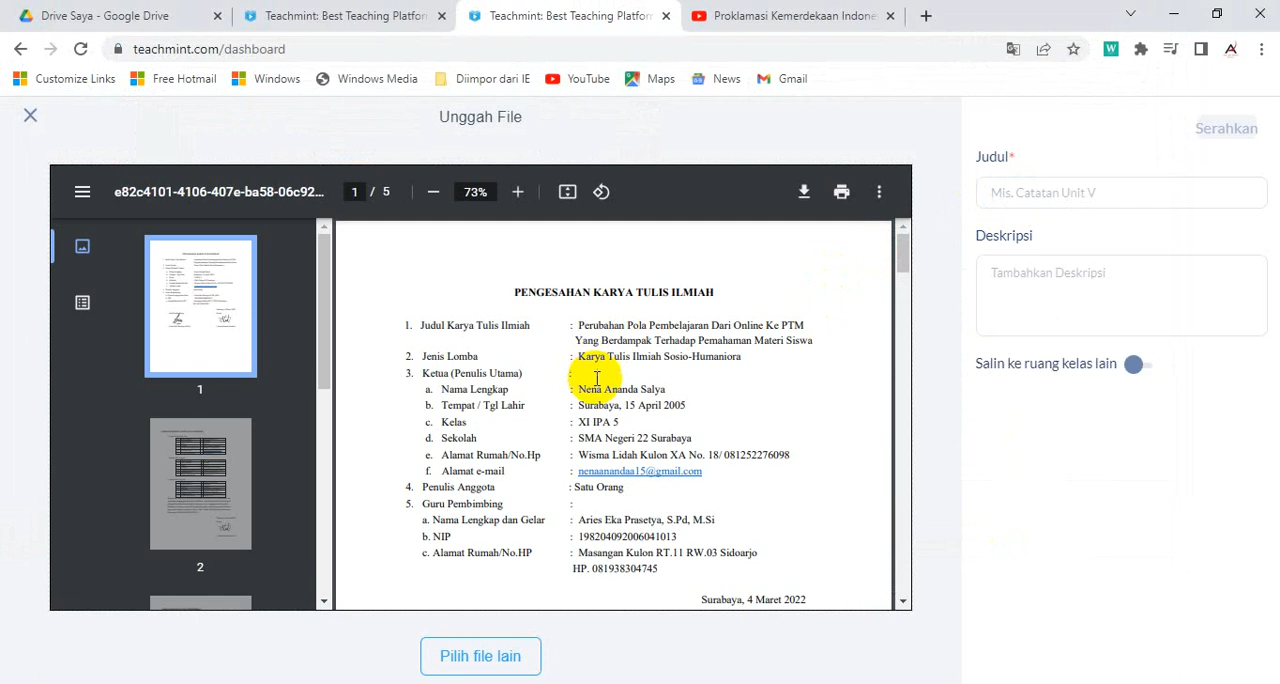 Drive Saya - Google Drive
Teachmint: Best Teaching Platfor
Teachmint: Best Teaching Platfor
Proklamasi Kemerdekaan Indone
teachmint.com/dashboard
Customize Links
Free Hotmail
Windows
Windows Media
Diimpor dari IE
YouTube
Maps
News
Gmail
Unggah File
Serahkan
Judul*
Mis. Catatan Unit V
Deskripsi
Tambahkan Deskripsi
Salin ke ruang kelas lain
e82c4101-4106-407e-ba58-06c92...
1 / 5
73%
1
2
PENGESAHAN KARYA TULIS ILMIAH
1. Judul Karya Tulis Ilmiah : Perubahan Pola Pembelajaran Dari Online Ke PTM
Yang Berdampak Terhadap Pemahaman Materi Siswa
2. Jenis Lomba : Karya Tulis Ilmiah Sosio-Humaniora
3. Ketua (Penulis Utama) :
a. Nama Lengkap : Nena Ananda Salya
b. Tempat / Tgl Lahir : Surabaya, 15 April 2005
c. Kelas : XI IPA 5
d. Sekolah : SMA Negeri 22 Surabaya
e. Alamat Rumah/No.Hp : Wisma Lidah Kulon XA No. 18/ 081252276098
f. Alamat e-mail : nenaanandaa15@gmail.com
4. Penulis Anggota : Satu Orang
5. Guru Pembimbing :
a. Nama Lengkap dan Gelar : Aries Eka Prasetya, S.Pd, M.Si
b. NIP : 198204092006041013
c. Alamat Rumah/No.HP : Masangan Kulon RT.11 RW.03 Sidoarjo
HP. 081938304745
Surabaya, 4 Maret 2022
Pilih file lain